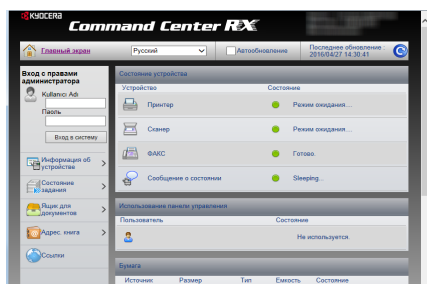 KYOCERA
Command Center RX
Главный экран
Русский
Автообновление
Последнее обновление :
2016/04/27 14:30:41
Вход с правами
администратора
Kullanıcı Adı
Пароль
Вход в систему
Информация об
устройстве
Состояние
задания
Ящик для
документов
Адрес. книга
Ссылки
Состояние устройства
Устройство Состояние
Принтер Режим ожидания...
Сканер Режим ожидания...
ФАКС Готово.
Сообщение о состоянии Sleeping...
Использование панели управления
Пользователь Состояние
Не используется.
Бумага
Источник Размер Тип Емкость Состояние